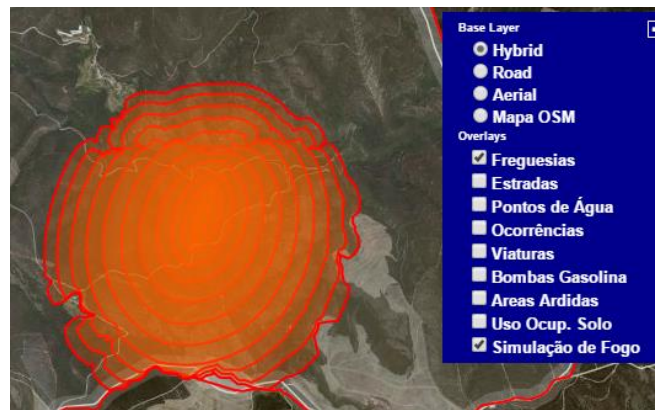 Base Layer
Hybrid
Road
Aerial
Mapa OSM
Overlays
Freguesias
Estradas
Pontos de Água
Ocorrências
Viaturas
Bombas Gasolina
Areas Ardidas
Uso Ocup. Solo
Simulação de Fogo